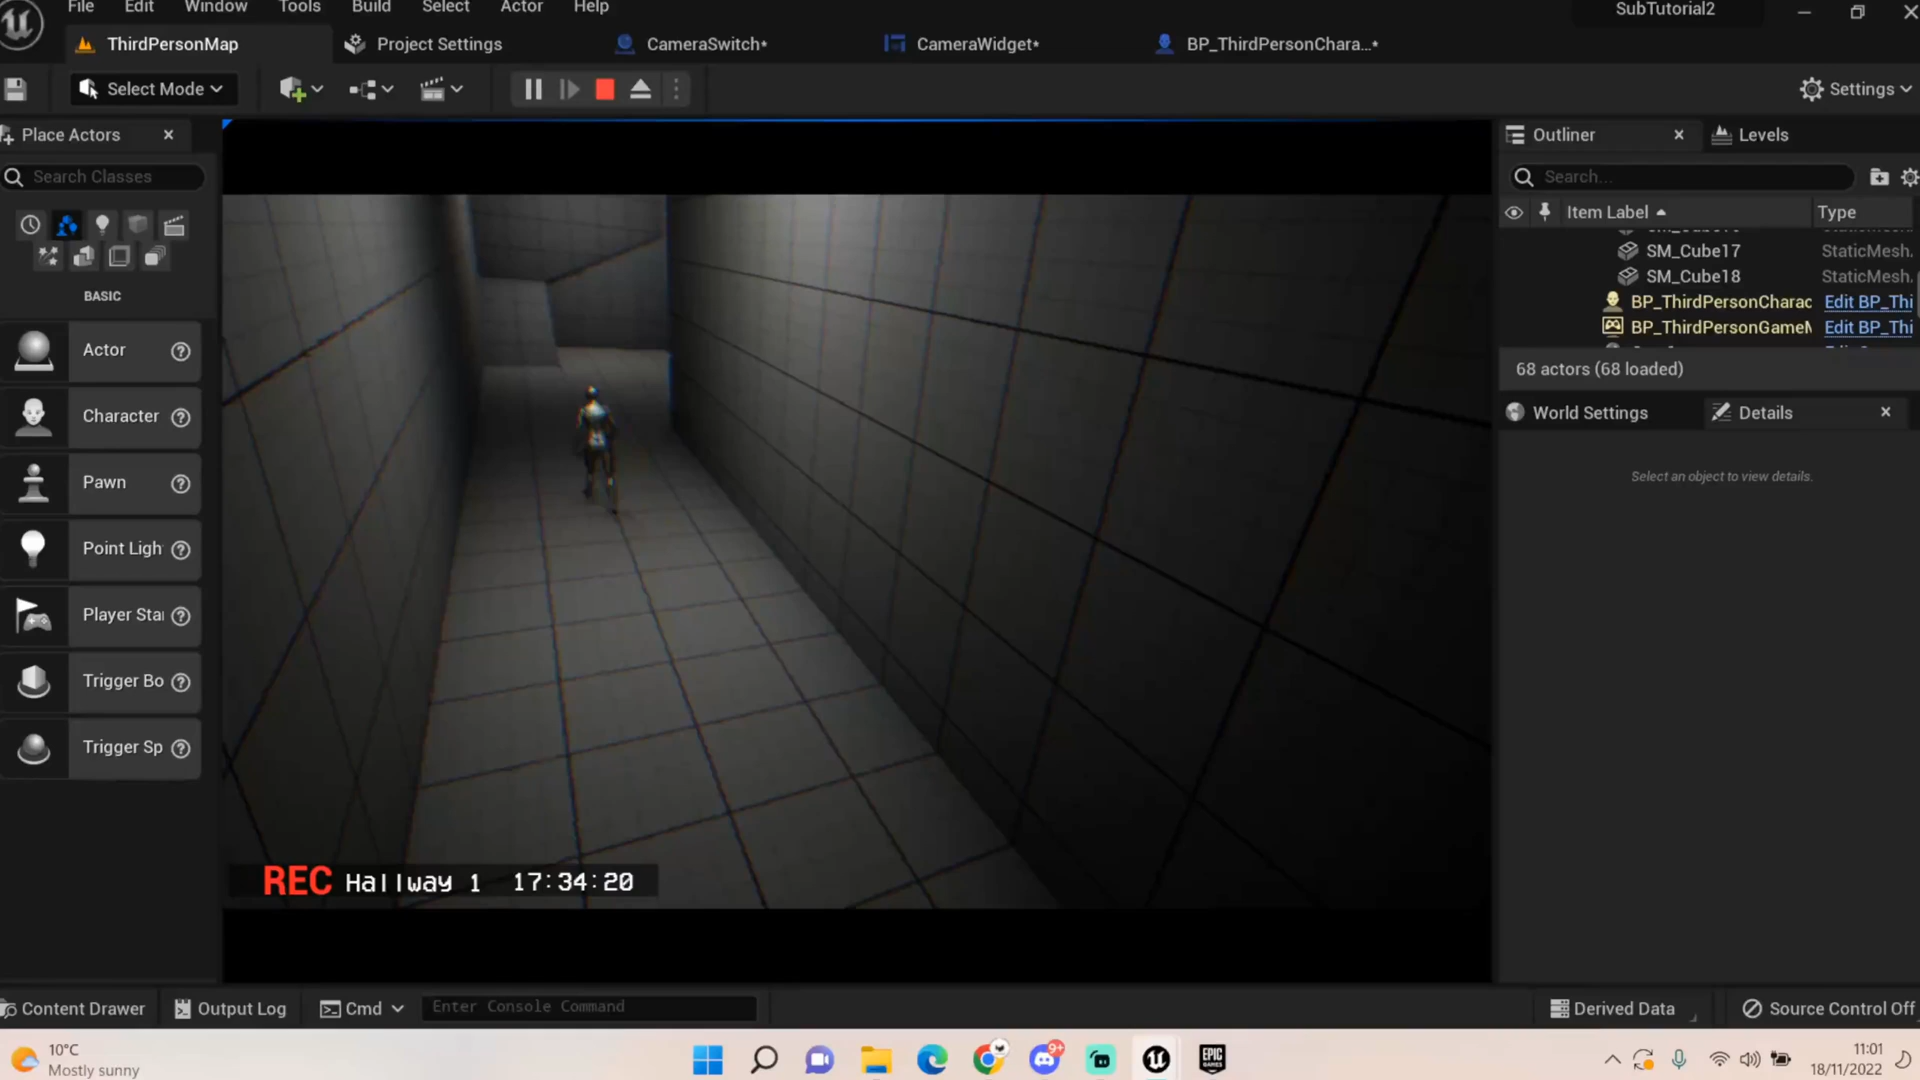 File Edit Window Tools Build Select Actor Help
SubTutorial2
ThirdPersonMap
Project Settings
CameraSwitch*
CameraWidget*
BP_ThirdPersonChara...*
Select Mode
Settings
Place Actors
Search Classes
BASIC
Actor
Character
Pawn
Point Ligh
Player Sta
Trigger Bo
Trigger Sp
REC Hallway 1 17:34:20
Outliner
Levels
Search...
Item Label
Type
SM_Cube17 StaticMesh.
SM_Cube18 StaticMesh.
BP_ThirdPersonCharac Edit BP_Thi
BP_ThirdPersonGameM Edit BP_Thi
68 actors (68 loaded)
World Settings
Details
Select an object to view details.
Content Drawer
Output Log
Cmd
Enter Console Command
Derived Data
Source Control Off
10°C
Mostly sunny
9+
EPIC GAMES
11:01
18/11/2022